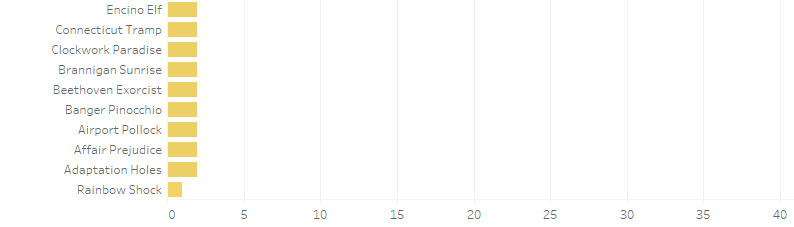 Encino Elf
Connecticut Tramp
Clockwork Paradise
Brannigan Sunrise
Beethoven Exorcist
Banger Pinocchio
Airport Pollock
Affair Prejudice
Adaptation Holes
Rainbow Shock
0 5 10 15 20 25 30 35 40